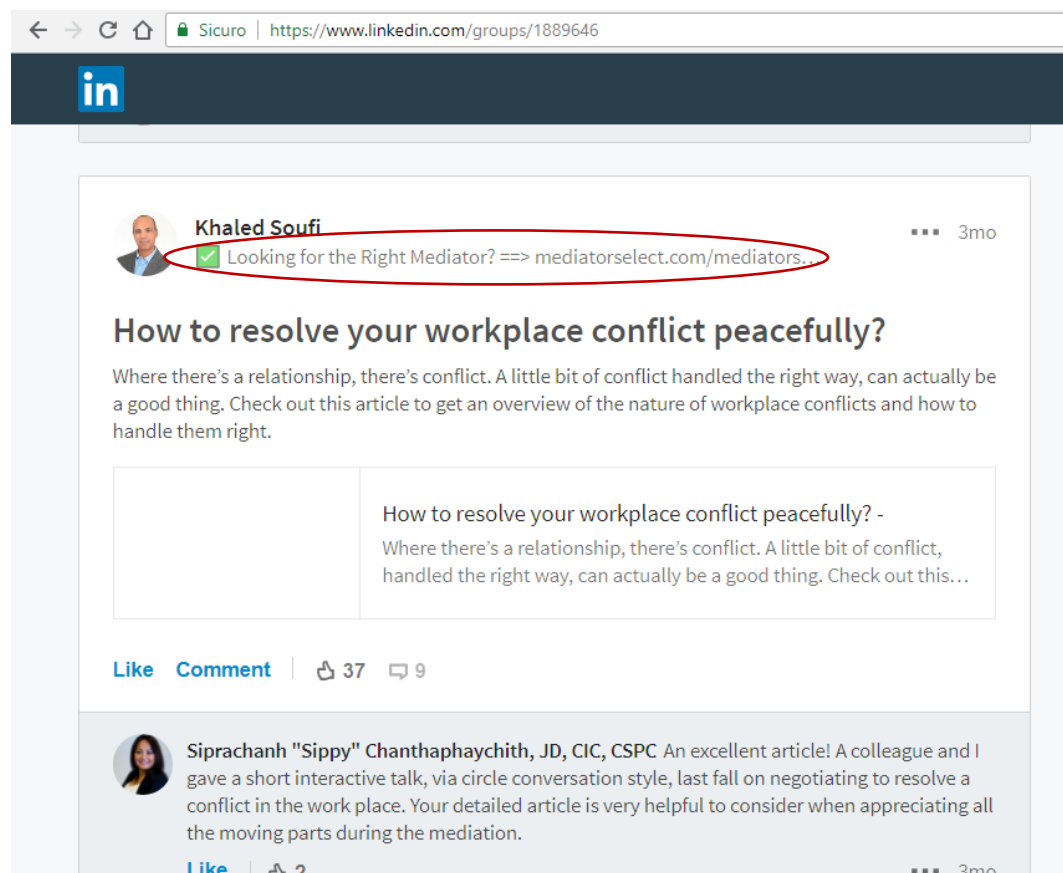 Sicuro | https://www.linkedin.com/groups/1889646
in
Khaled Soufi
3mo
✅ Looking for the Right Mediator? ==> mediatorselect.com/mediators...
How to resolve your workplace conflict peacefully?
Where there's a relationship, there's conflict. A little bit of conflict handled the right way, can actually be
a good thing. Check out this article to get an overview of the nature of workplace conflicts and how to
handle them right.
How to resolve your workplace conflict peacefully? -
Where there's a relationship, there's conflict. A little bit of conflict,
handled the right way, can actually be a good thing. Check out this...
Like Comment 37 9
Siprachanh "Sippy" Chanthaphaychith, JD, CIC, CSPC An excellent article! A colleague and I
gave a short interactive talk, via circle conversation style, last fall on negotiating to resolve a
conflict in the work place. Your detailed article is very helpful to consider when appreciating all
the moving parts during the mediation.
Like 2 3mo